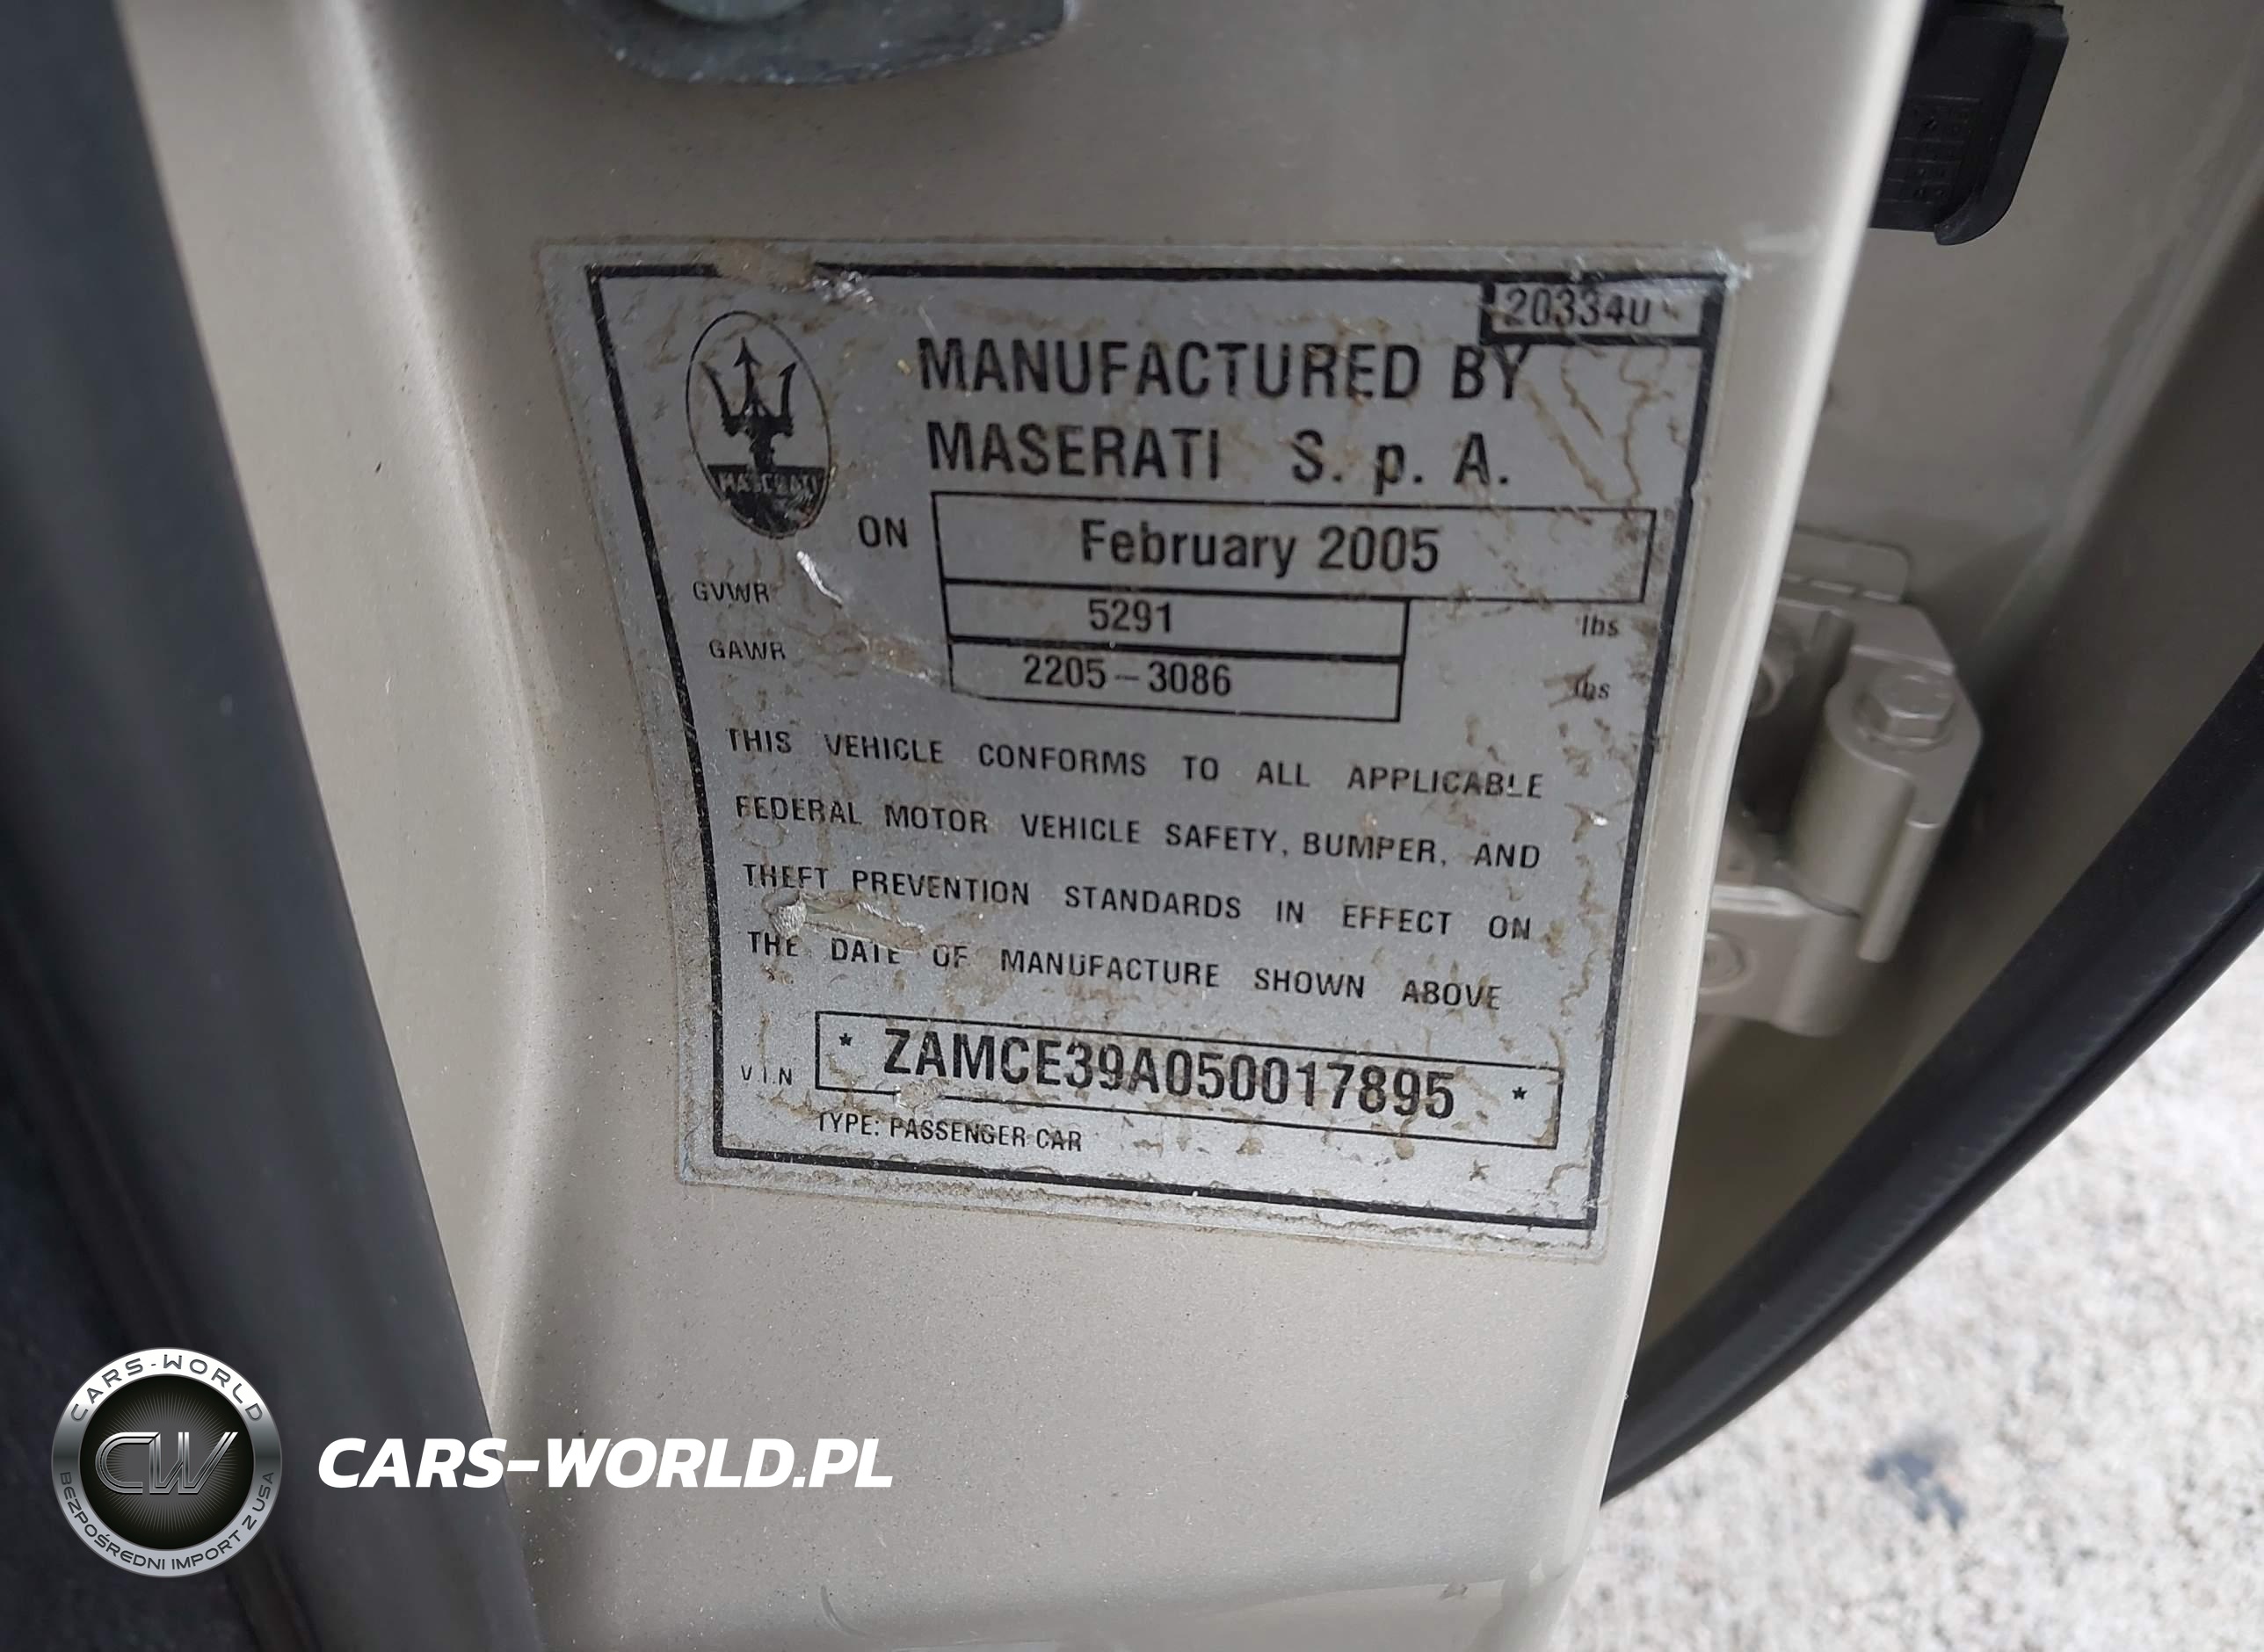 20334U
MANUFACTURED BY
MASERATI S. p. A.
MASERATI
ON February 2005
GVWR 5291 lbs
GAWR 2205-3086 lbs
THIS VEHICLE CONFORMS TO ALL APPLICABLE
FEDERAL MOTOR VEHICLE SAFETY, BUMPER, AND
THEFT PREVENTION STANDARDS IN EFFECT ON
THE DATE OF MANUFACTURE SHOWN ABOVE
V.I.N * ZAMCE39A050017895 *
TYPE: PASSENGER CAR
CARS-WORLD
CW
BEZPOŚREDNI IMPORT Z USA
CARS-WORLD.PL